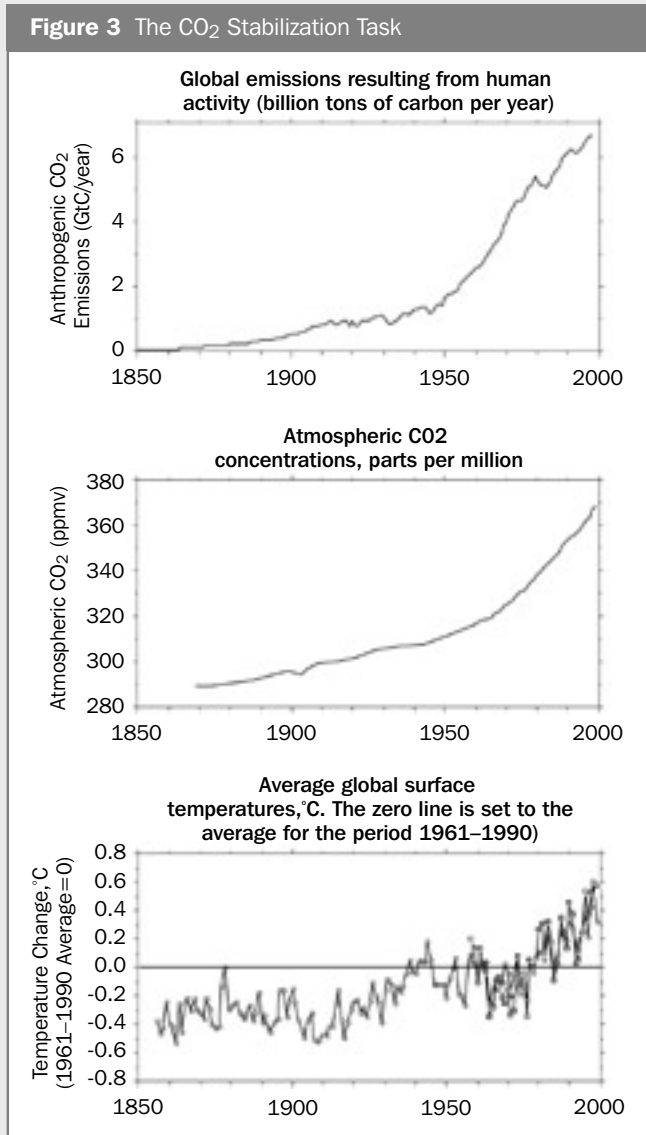 Figure 3 The CO₂ Stabilization Task
Global emissions resulting from human
activity (billion tons of carbon per year)
Anthropogenic CO₂
Emissions (GtC/year)
6
4
2
0
1850 1900 1950 2000
Atmospheric C02
concentrations, parts per million
Atmospheric CO₂ (ppmv)
380
360
340
320
300
280
1850 1900 1950 2000
Average global surface
temperatures,°C. The zero line is set to the
average for the period 1961–1990)
Temperature Change,°C
(1961–1990 Average=0)
0.8
0.6
0.4
0.2
0.0
-0.2
-0.4
-0.6
-0.8
1850 1900 1950 2000